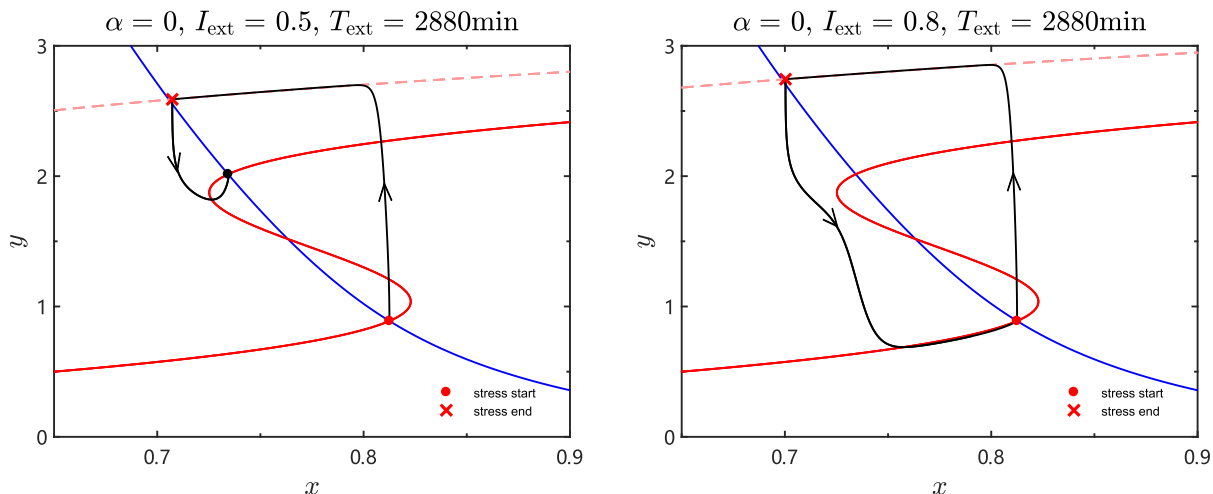 α = 0, I_ext = 0.5, T_ext = 2880min
3
2
1
0
y
0.7
0.8
0.9
x
stress start
stress end
α = 0, I_ext = 0.8, T_ext = 2880min
3
2
1
0
y
0.7
0.8
0.9
x
stress start
stress end